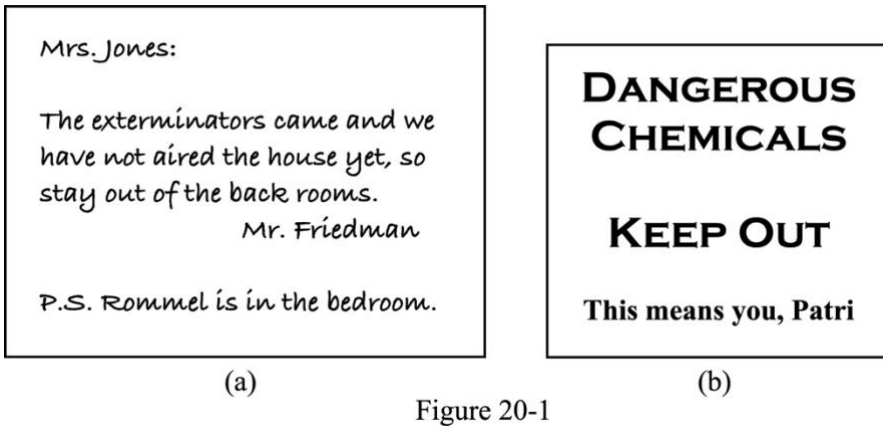 Mrs. Jones:
The exterminators came and we
have not aired the house yet, so
stay out of the back rooms.
Mr. Friedman
P.S. Rommel is in the bedroom.
(a)
DANGEROUS
CHEMICALS
KEEP OUT
This means you, Patri
(b)
Figure 20-1